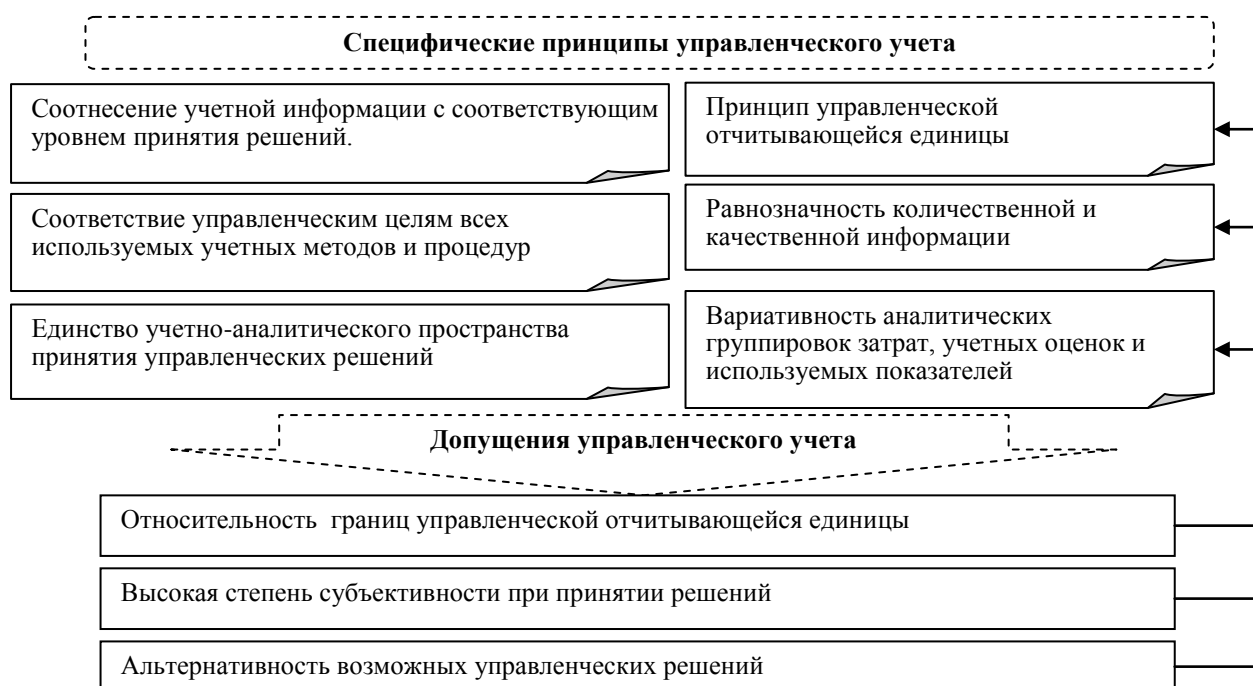 Специфические принципы управленческого учета
Соотнесение учетной информации с соответствующим
уровнем принятия решений.
Принцип управленческой
отчитывающейся единицы
Соответствие управленческим целям всех
используемых учетных методов и процедур
Равнозначность количественной и
качественной информации
Единство учетно-аналитического пространства
принятия управленческих решений
Вариативность аналитических
группировок затрат, учетных оценок и
используемых показателей
Допущения управленческого учета
Относительность границ управленческой отчитывающейся единицы
Высокая степень субъективности при принятии решений
Альтернативность возможных управленческих решений